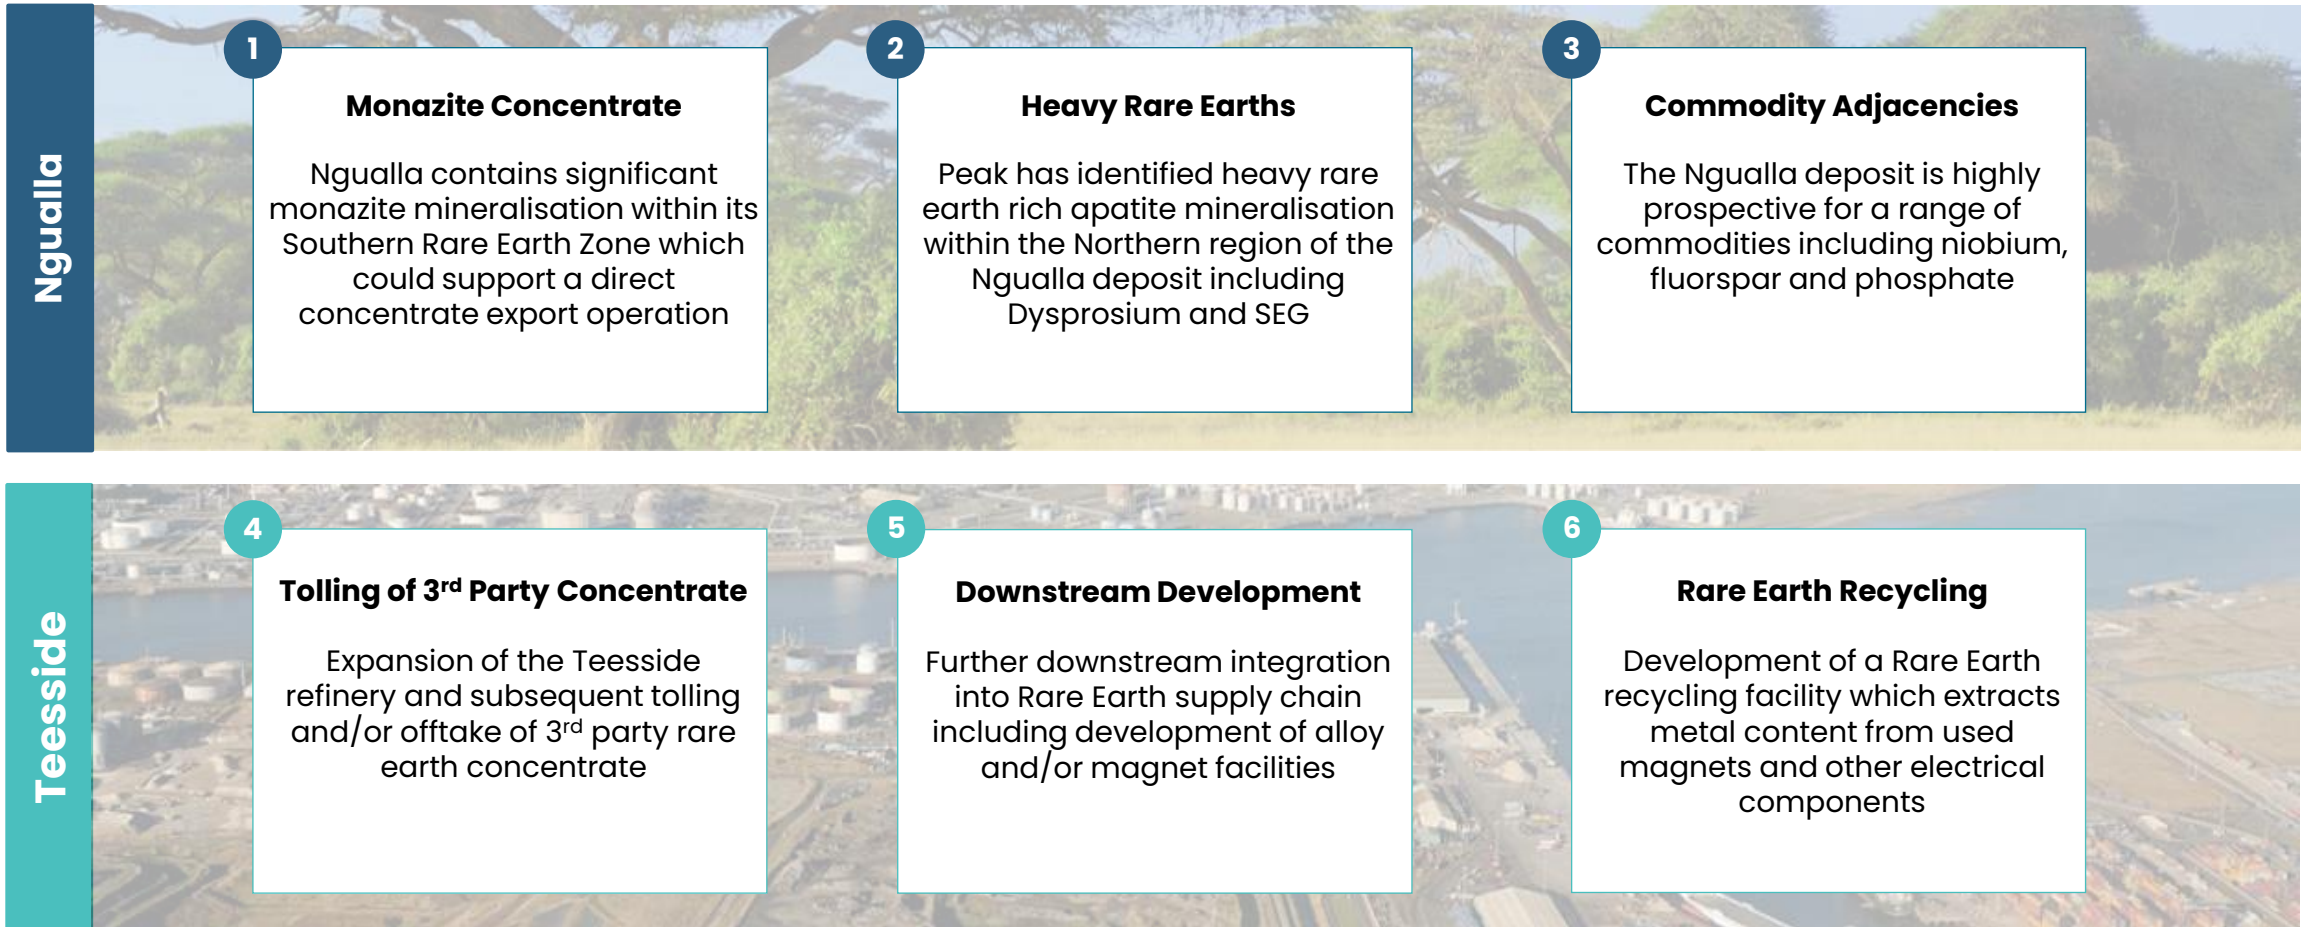 Ngualla
1
Monazite Concentrate
Ngualla contains significant
monazite mineralisation within its
Southern Rare Earth Zone which
could support a direct
concentrate export operation
2
Heavy Rare Earths
Peak has identified heavy rare
earth rich apatite mineralisation
within the Northern region of the
Ngualla deposit including
Dysprosium and SEG
3
Commodity Adjacencies
The Ngualla deposit is highly
prospective for a range of
commodities including niobium,
fluorspar and phosphate
Teesside
4
Tolling of 3rd Party Concentrate
Expansion of the Teesside
refinery and subsequent tolling
and/or offtake of 3rd party rare
earth concentrate
5
Downstream Development
Further downstream integration
into Rare Earth supply chain
including development of alloy
and/or magnet facilities
6
Rare Earth Recycling
Development of a Rare Earth
recycling facility which extracts
metal content from used
magnets and other electrical
components